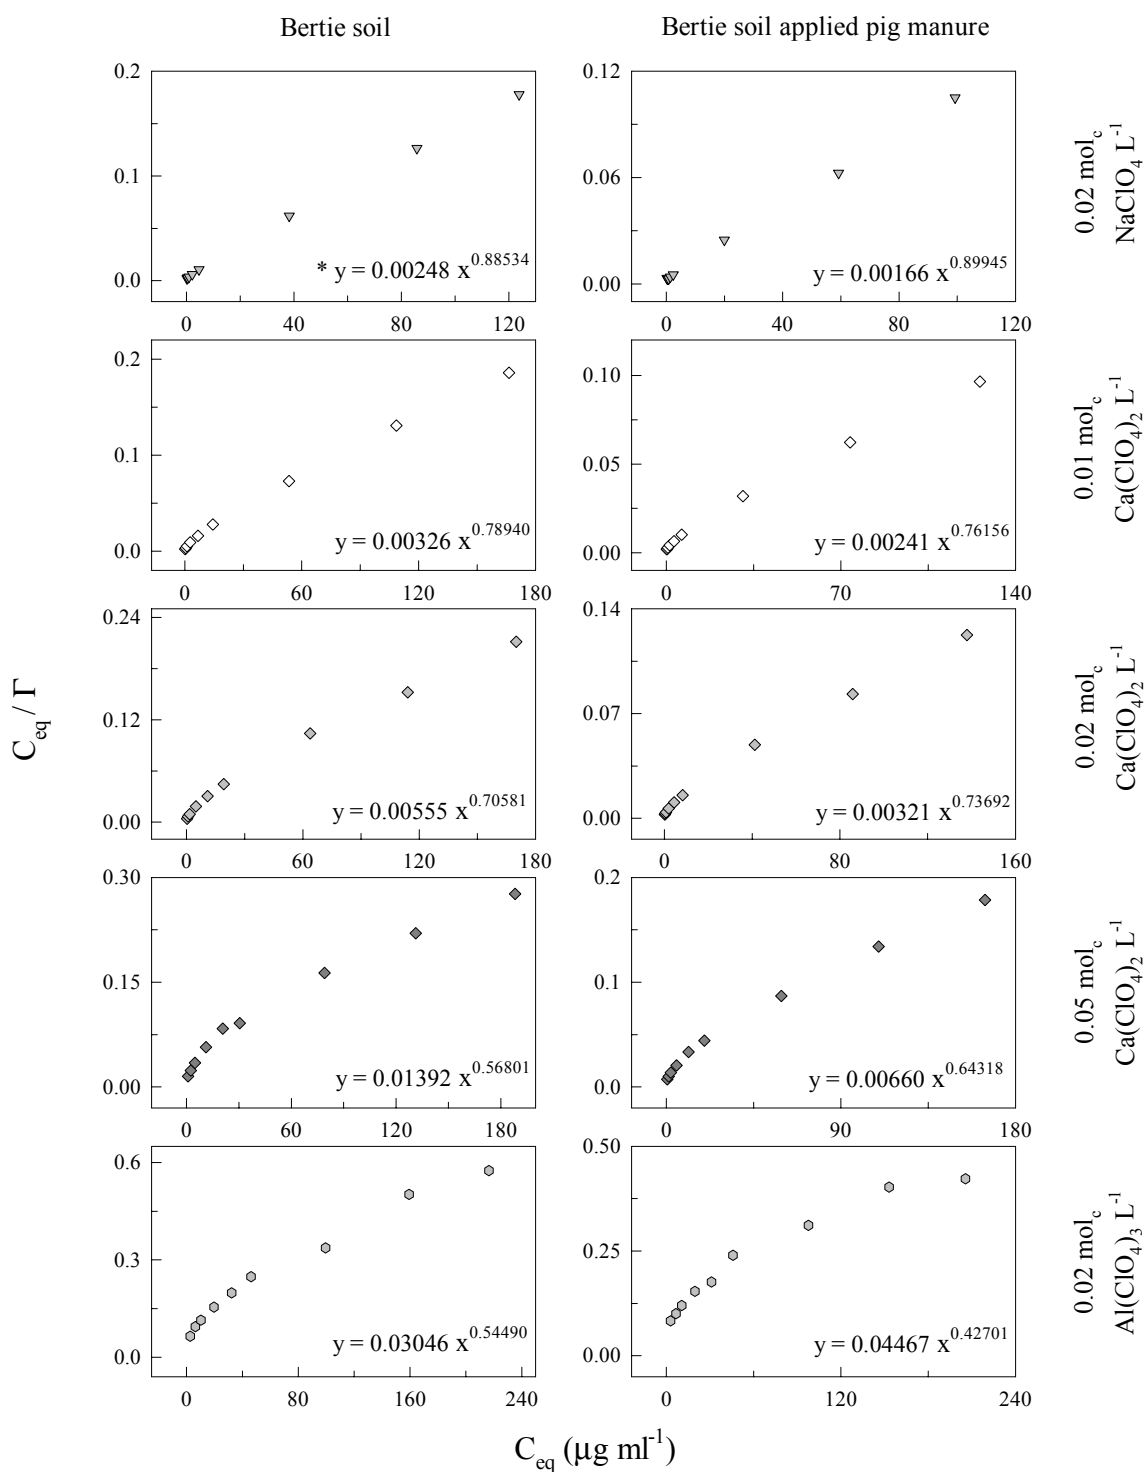 Bertie soil
Bertie soil applied pig manure
0.2
0.1
0.0
* y = 0.00248 x^0.88534
0 40 80 120
0.12
0.06
0.00
y = 0.00166 x^0.89945
0 40 80 120
0.02 mol_c
NaClO_4 L^-1
0.2
0.1
0.0
y = 0.00326 x^0.78940
0 60 120 180
0.10
0.05
0.00
y = 0.00241 x^0.76156
0 70 140
0.01 mol_c
Ca(ClO_4)_2 L^-1
0.24
0.12
0.00
y = 0.00555 x^0.70581
0 60 120 180
0.14
0.07
0.00
y = 0.00321 x^0.73692
0 80 160
0.02 mol_c
Ca(ClO_4)_2 L^-1
0.30
0.15
0.00
y = 0.01392 x^0.56801
0 60 120 180
0.2
0.1
0.0
y = 0.00660 x^0.64318
0 90 180
0.05 mol_c
Ca(ClO_4)_2 L^-1
0.6
0.3
0.0
y = 0.03046 x^0.54490
0 80 160 240
0.50
0.25
0.00
y = 0.04467 x^0.42701
0 120 240
0.02 mol_c
Al(ClO_4)_3 L^-1
C_eq / Γ
C_eq (µg ml^-1)